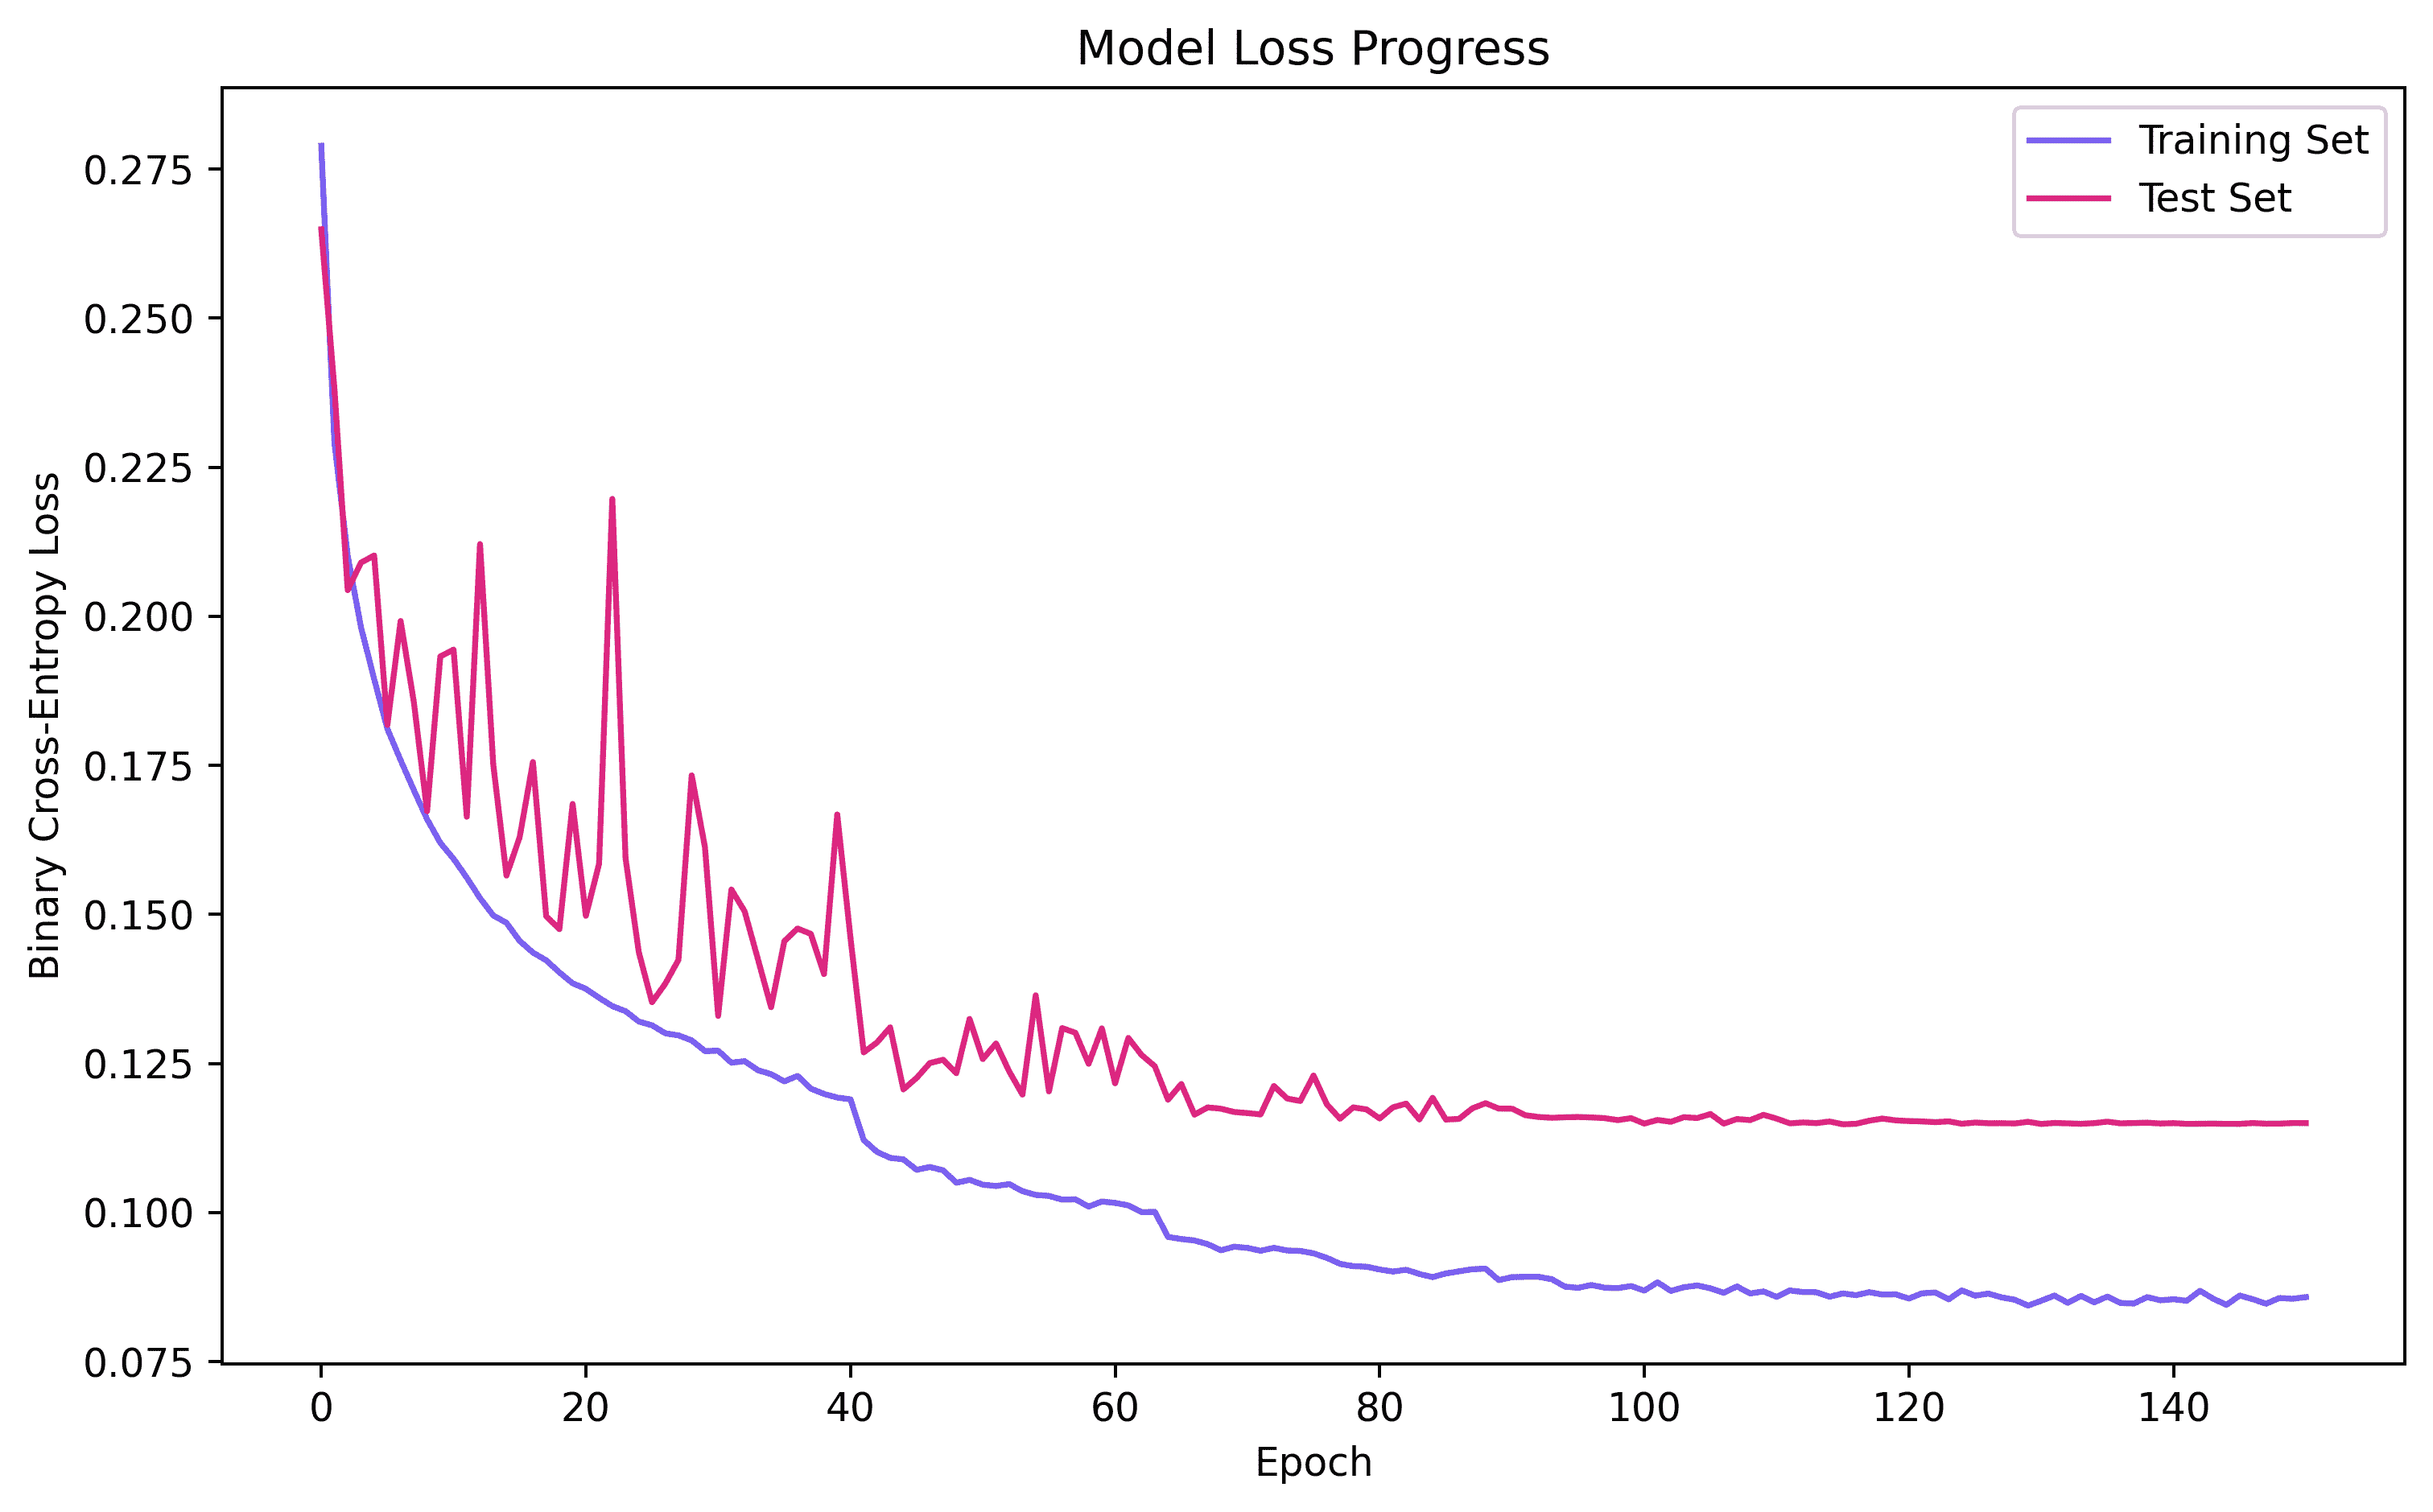 Model Loss Progress
Training Set
Test Set
Binary Cross-Entropy Loss
0.275
0.250
0.225
0.200
0.175
0.150
0.125
0.100
0.075
0 20 40 60 80 100 120 140
Epoch